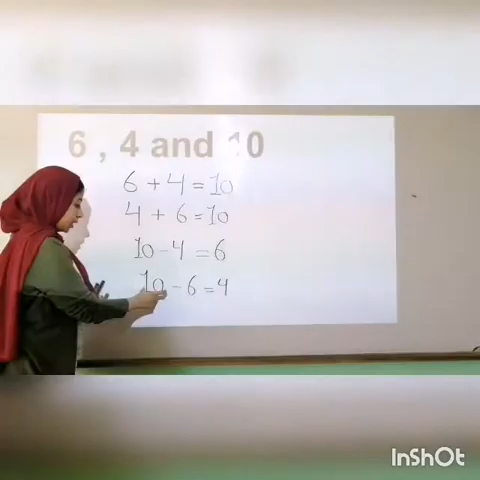 6 , 4 and 10
6 + 4 = 10
4 + 6 = 10
10 - 4 = 6
10 - 6 = 4
InShOt